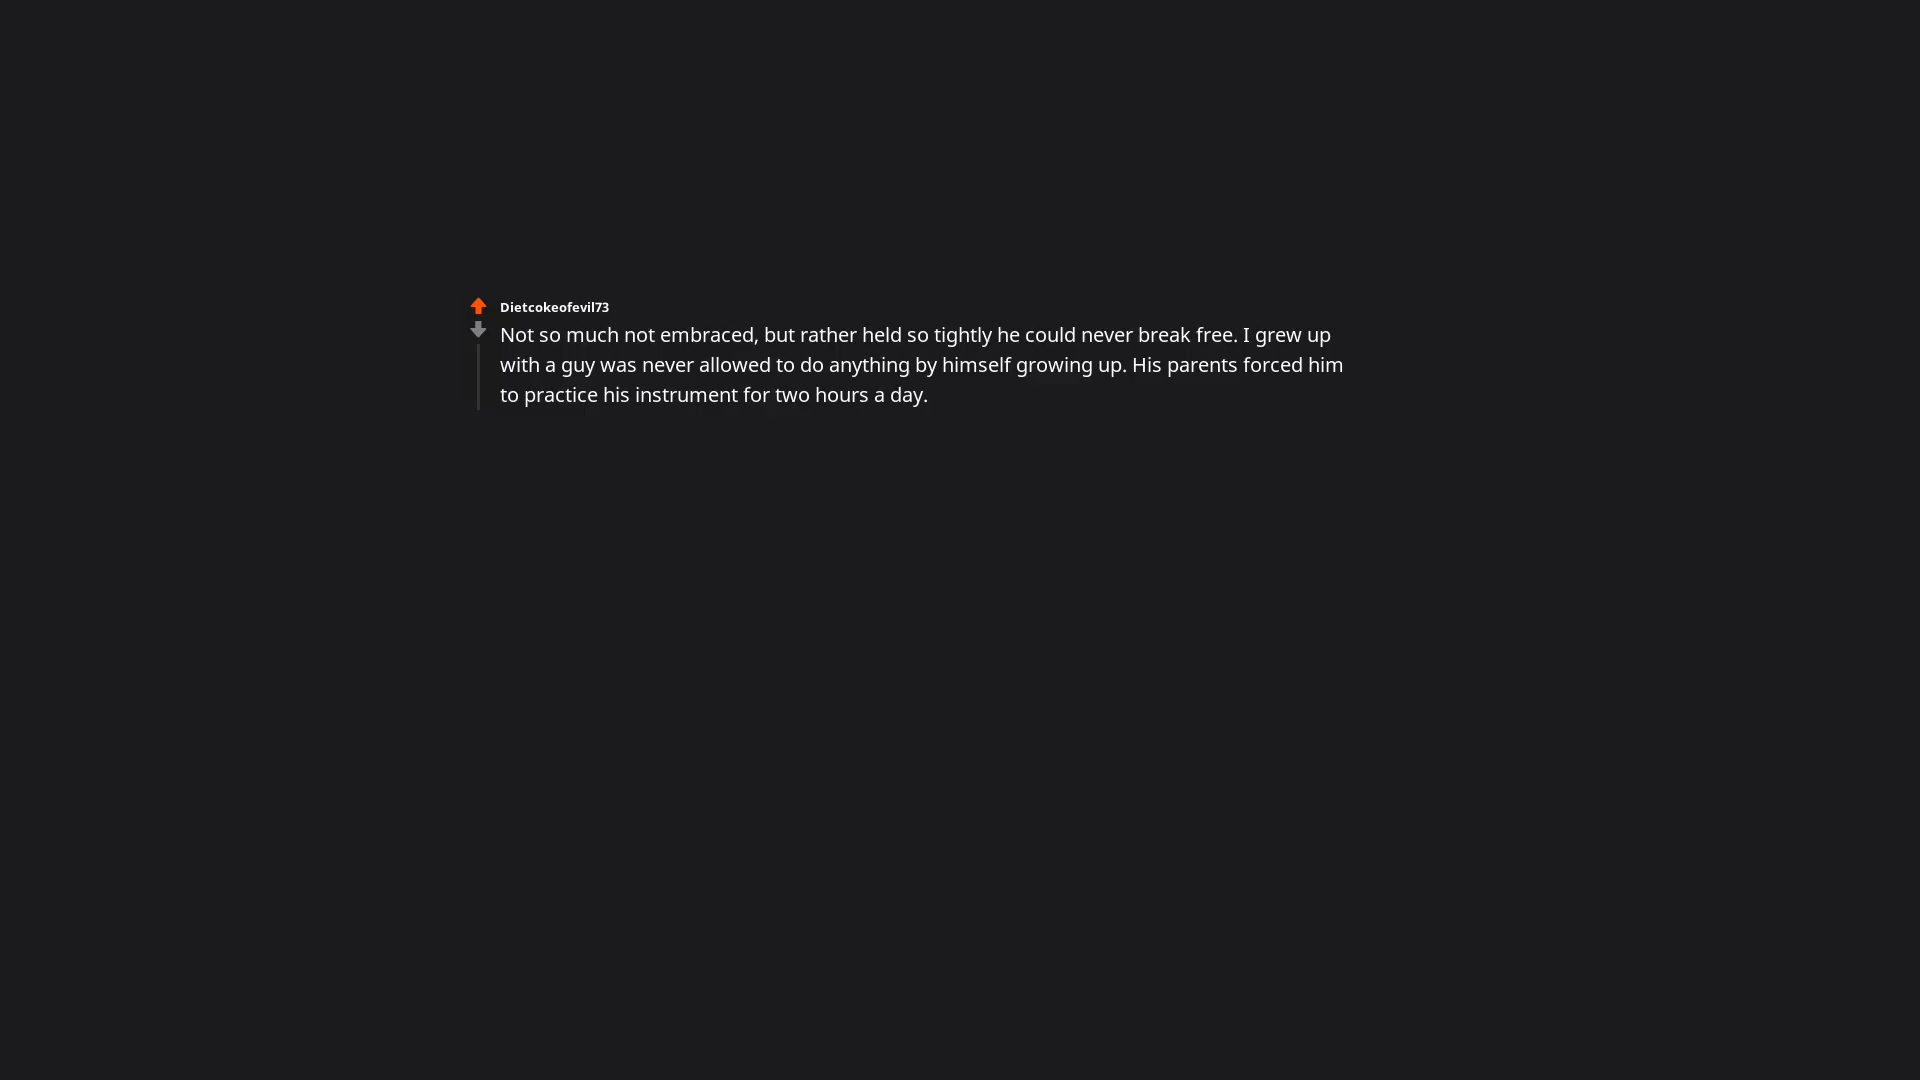 Dietcokeofevil73
Not so much not embraced, but rather held so tightly he could never break free. I grew up
with a guy was never allowed to do anything by himself growing up. His parents forced him
to practice his instrument for two hours a day.